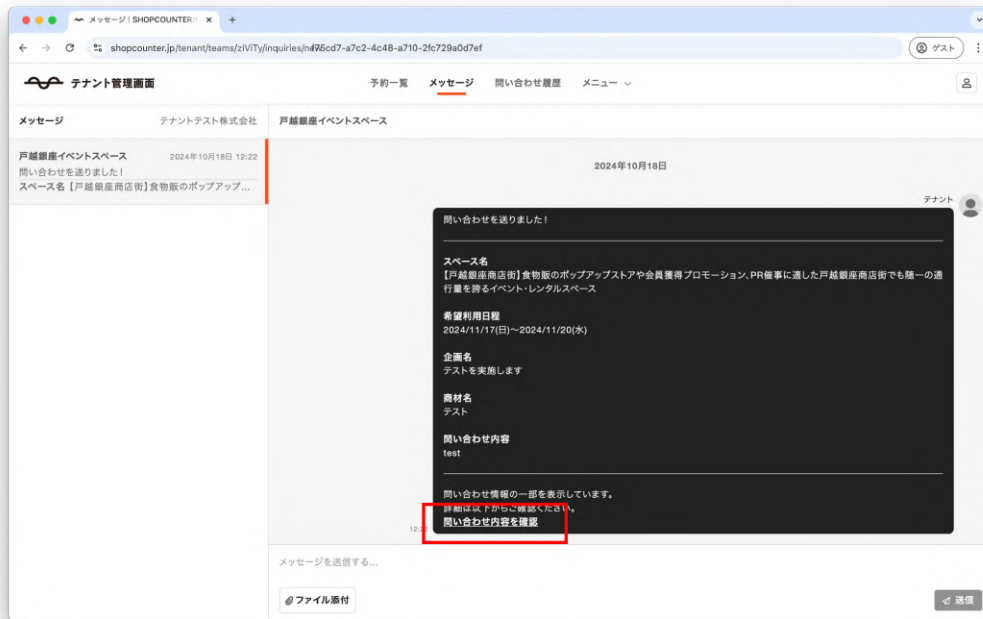 メッセージ | SHOPCOUNTER
shopcounter.jp/tenant/teams/ziViTy/inquiries/
ゲスト
テナント管理画面
予約一覧
メッセージ
問い合わせ履歴
メニュー
メッセージ
テナントテスト株式会社
戸越銀座イベントスペース
戸越銀座イベントスペース
2024年10月18日 12:22
問い合わせを送りました!
スペース名【戸越銀座商店街】食物販のポップアップ...
2024年10月18日
テナント
問い合わせを送りました!
スペース名
【戸越銀座商店街】食物販のポップアップストアや会員獲得プロモーション、PR催事に適した戸越銀座商店街でも随一の通
行量を誇るイベント・レンタルスペース
希望利用日程
2024/11/17(日)〜2024/11/20(水)
企画名
テストを実施します
商材名
テスト
問い合わせ内容
test
問い合わせ情報の一部を表示しています。
詳細は以下からご確認ください。
問い合わせ内容を確認
メッセージを送信する...
ファイル添付
送信